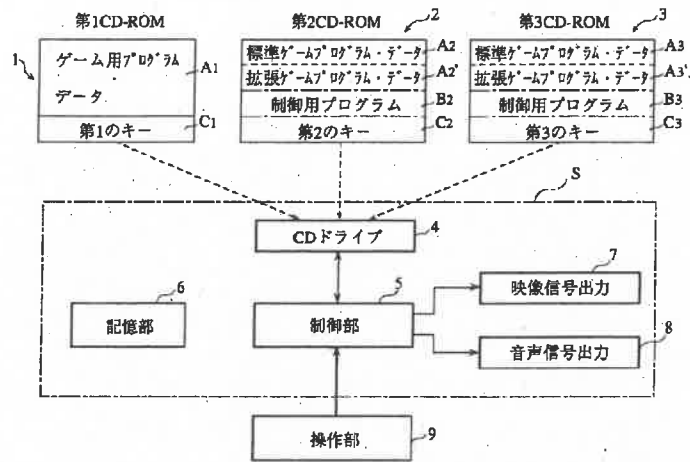 第1CD-ROM
第2CD-ROM
第3CD-ROM
1
2
3
ゲーム用プログラム
・
データ
A1
第1のキー
C1
標準ゲームプログラム・データ
A2
拡張ゲームプログラム・データ
A2'
制御用プログラム
B2
第2のキー
C2
標準ゲームプログラム・データ
A3
拡張ゲームプログラム・データ
A3'
制御用プログラム
B3
第3のキー
C3
S
CDドライブ
4
記憶部
6
制御部
5
映像信号出力
7
音声信号出力
8
操作部
9